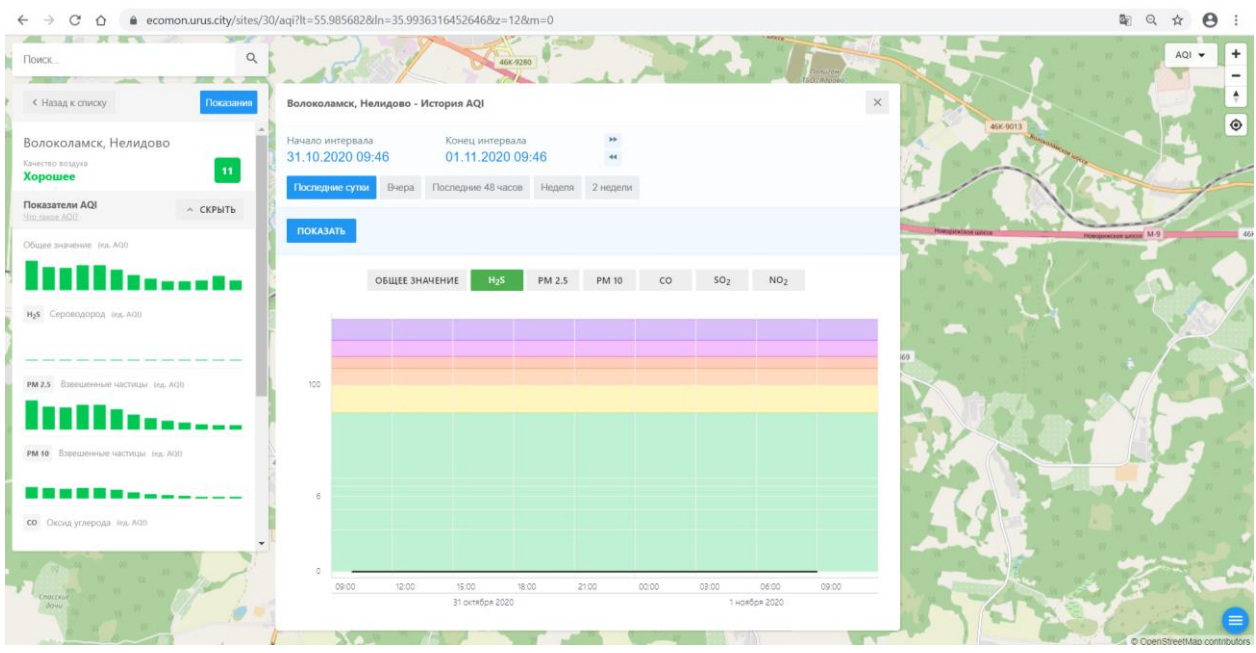 ecomon.urus.city/sites/30/aqi?lt=55.985682&ln=35.9936316452646&z=12&m=0
Поиск...
46К-9280
AQI
Назад к списку
Показания
Волоколамск, Нелидово - История AQI
46К-9013
Волоколамск, Нелидово
Качество воздуха
Хорошее
11
Начало интервала
Конец интервала
31.10.2020 09:46
01.11.2020 09:46
Последние сутки
Вчера
Последние 48 часов
Неделя
2 недели
Показатели AQI
Что такое AQI?
СКРЫТЬ
ПОКАЗАТЬ
Новорижское шоссе
Новорижское шоссе
М-9
46К
Общее значение (ед. AQI)
ОБЩЕЕ ЗНАЧЕНИЕ
H₂S
PM 2.5
PM 10
CO
SO₂
NO₂
H₂S Сероводород (ед. AQI)
PM 2.5 Взвешенные частицы (ед. AQI)
PM 10 Взвешенные частицы (ед. AQI)
CO Оксид углерода (ед. AQI)
100
6
0
09:00
12:00
15:00
18:00
21:00
00:00
03:00
06:00
09:00
31 октября 2020
1 ноября 2020
469
Спасские
© OpenStreetMap contributors